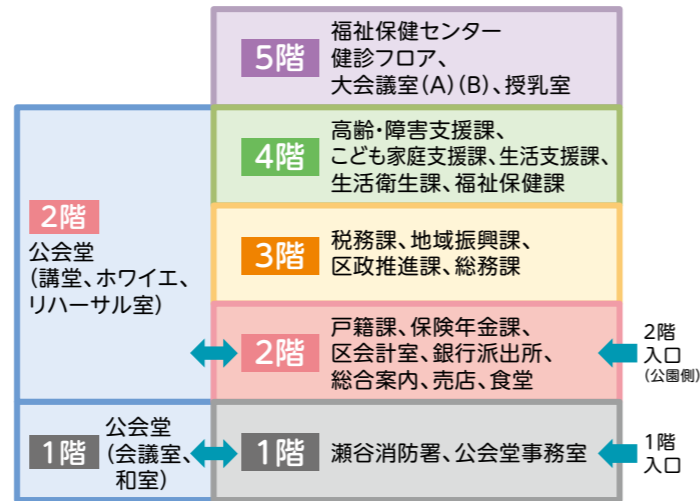 5階
福祉保健センター
健診フロア、
大会議室(A)(B)、授乳室
4階
高齢・障害支援課、
こども家庭支援課、生活支援課、
生活衛生課、福祉保健課
3階
税務課、地域振興課、
区政推進課、総務課
2階
公会堂
(講堂、ホワイエ、
リハーサル室)
2階
戸籍課、保険年金課、
区会計室、銀行派出所、
総合案内、売店、食堂
2階
入口
(公園側)
1階
公会堂
(会議室、
和室)
1階
瀬谷消防署、公会堂事務室
1階
入口